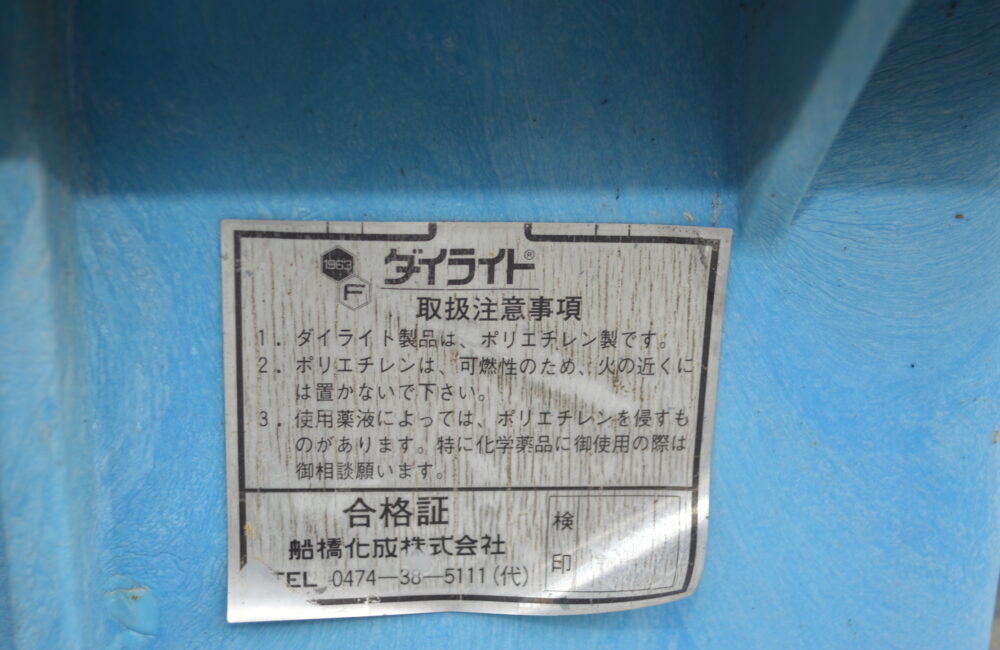 1963
F
ダイライト®
取扱注意事項
1．ダイライト製品は、ポリエチレン製です。
2．ポリエチレンは、可燃性のため、火の近くに
は置かないで下さい。
3．使用薬液によっては、ポリエチレンを侵すも
のがあります。特に化学薬品に御使用の際は
御相談願います。
合格証
船橋化成株式会社
TEL 0474―38―5111(代)
検
印